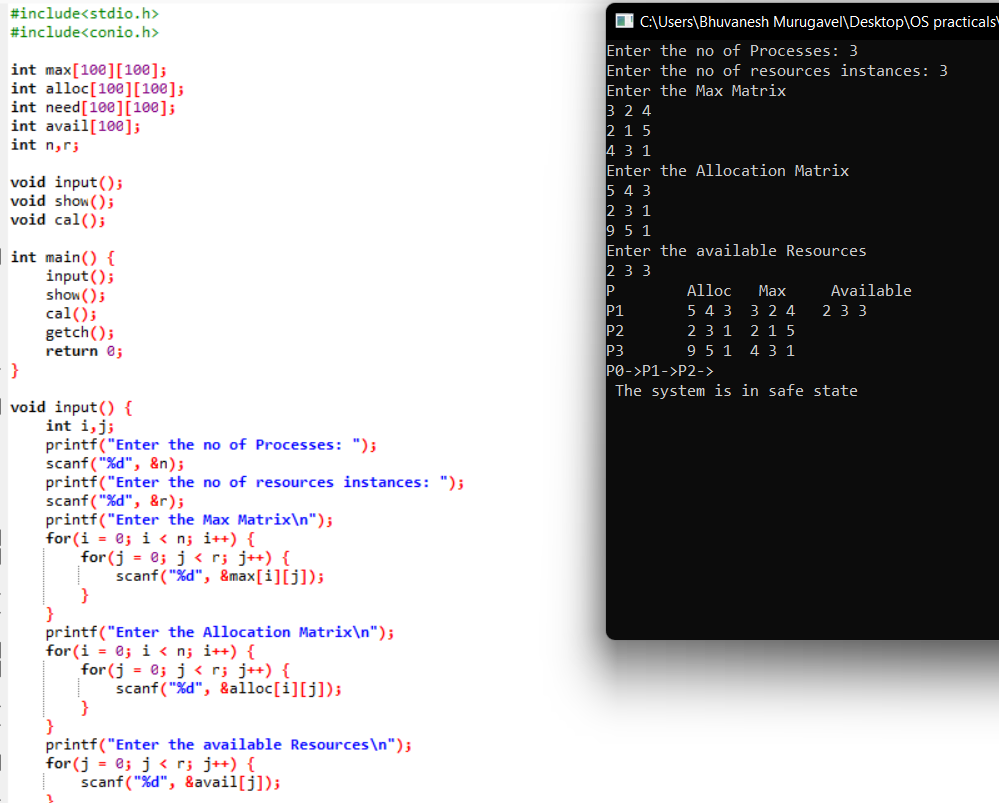 #include<stdio.h>
#include<conio.h>
int max[100][100];
int alloc[100][100];
int need[100][100];
int avail[100];
int n,r;
void input();
void show();
void cal();
int main() {
    input();
    show();
    cal();
    getch();
    return 0;
}
void input() {
    int i,j;
    printf("Enter the no of Processes: ");
    scanf("%d", &n);
    printf("Enter the no of resources instances: ");
    scanf("%d", &r);
    printf("Enter the Max Matrix\n");
    for(i = 0; i < n; i++) {
        for(j = 0; j < r; j++) {
            scanf("%d", &max[i][j]);
        }
    }
    printf("Enter the Allocation Matrix\n");
    for(i = 0; i < n; i++) {
        for(j = 0; j < r; j++) {
            scanf("%d", &alloc[i][j]);
        }
    }
    printf("Enter the available Resources\n");
    for(j = 0; j < r; j++) {
        scanf("%d", &avail[j]);
    }
C:\Users\Bhuvanesh Murugavel\Desktop\OS practicals\
Enter the no of Processes: 3
Enter the no of resources instances: 3
Enter the Max Matrix
3 2 4
2 1 5
4 3 1
Enter the Allocation Matrix
5 4 3
2 3 1
9 5 1
Enter the available Resources
2 3 3
P        Alloc   Max     Available
P1       5 4 3  3 2 4   2 3 3
P2       2 3 1  2 1 5
P3       9 5 1  4 3 1
P0->P1->P2->
 The system is in safe state